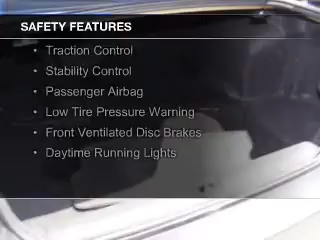 SAFETY FEATURES
• Traction Control
• Stability Control
• Passenger Airbag
• Low Tire Pressure Warning
• Front Ventilated Disc Brakes
• Daytime Running Lights